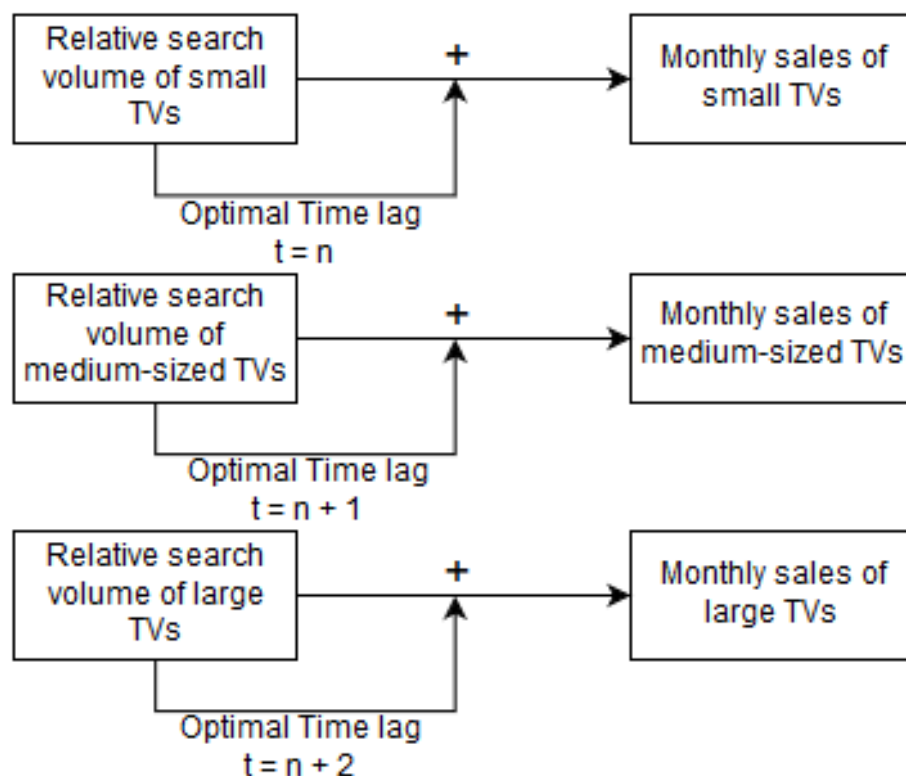 Relative search
volume of small
TVs
+
Monthly sales of
small TVs
Optimal Time lag
t = n
Relative search
volume of
medium-sized TVs
+
Monthly sales of
medium-sized TVs
Optimal Time lag
t = n + 1
Relative search
volume of large
TVs
+
Monthly sales of
large TVs
Optimal Time lag
t = n + 2